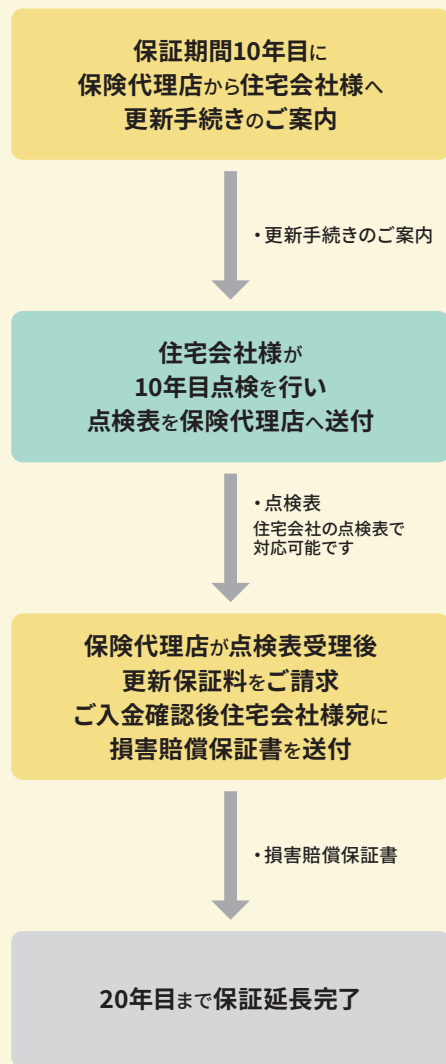 保証期間10年目に
保険代理店から住宅会社様へ
更新手続きのご案内
・更新手続きのご案内
住宅会社様が
10年目点検を行い
点検表を保険代理店へ送付
・点検表
住宅会社の点検表で
対応可能です
保険代理店が点検表受理後
更新保証料をご請求
ご入金確認後住宅会社様宛に
損害賠償保証書を送付
・損害賠償保証書
20年目まで保証延長完了